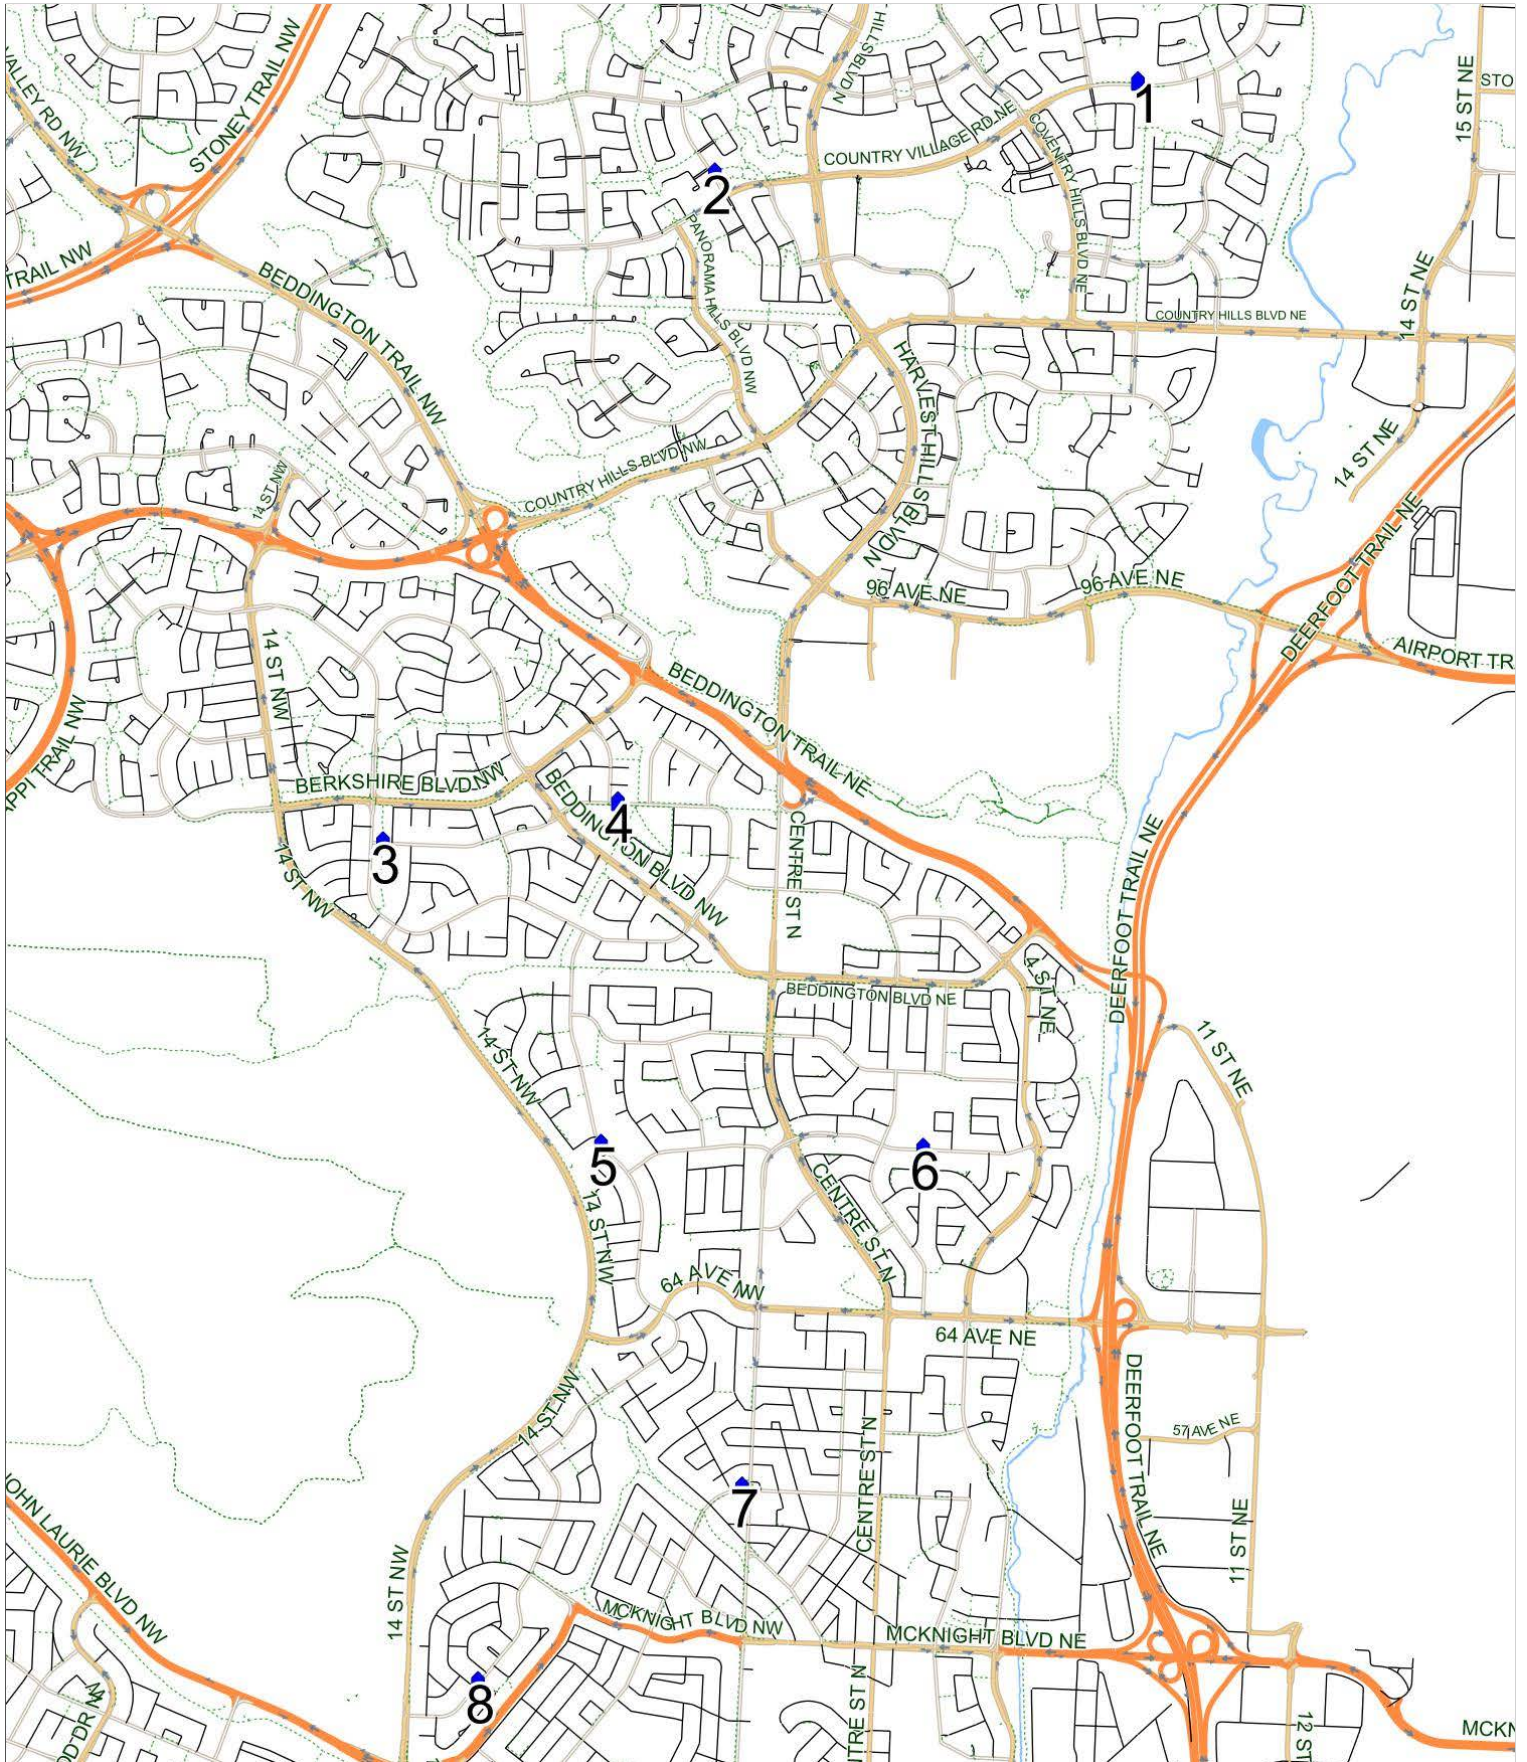 HILLS BLVD N
VALLEY RD NW
STONEY TRAIL NW
15 ST NE
STO
1
COUNTRY VILLAGE RD NE
COVENTRY HILLS BLVD NE
2
TRAIL NW
BEDDINGTON TRAIL NW
PANORAMA HILLS BLVD NW
14 ST NE
COUNTRY HILLS BLVD NE
HARVEST HILLS BLVD N
COUNTRY HILLS BLVD NW
14 ST NW
14 ST NE
DEERFOOT TRAIL NE
96 AVE NE
96 AVE NE
AIRPORT TR
14 ST NW
BEDDINGTON TRAIL NE
PPI TRAIL NW
BERKSHIRE BLVD NW
BEDDINGTON BLVD NW
4
3
CENTRE ST N
14 ST NW
DEERFOOT TRAIL NE
4 ST NE
BEDDINGTON BLVD NE
14 ST NW
11 ST NE
5
6
14 ST NW
CENTRE ST N
64 AVE NW
64 AVE NE
DEERFOOT TRAIL NE
14 ST NW
57 AVE NE
CENTRE ST N
7
JOHN LAURIE BLVD NW
11 ST NE
14 ST NW
MCKNIGHT BLVD NW
MCKNIGHT BLVD NE
8
TRE ST N
12 ST
MCKN